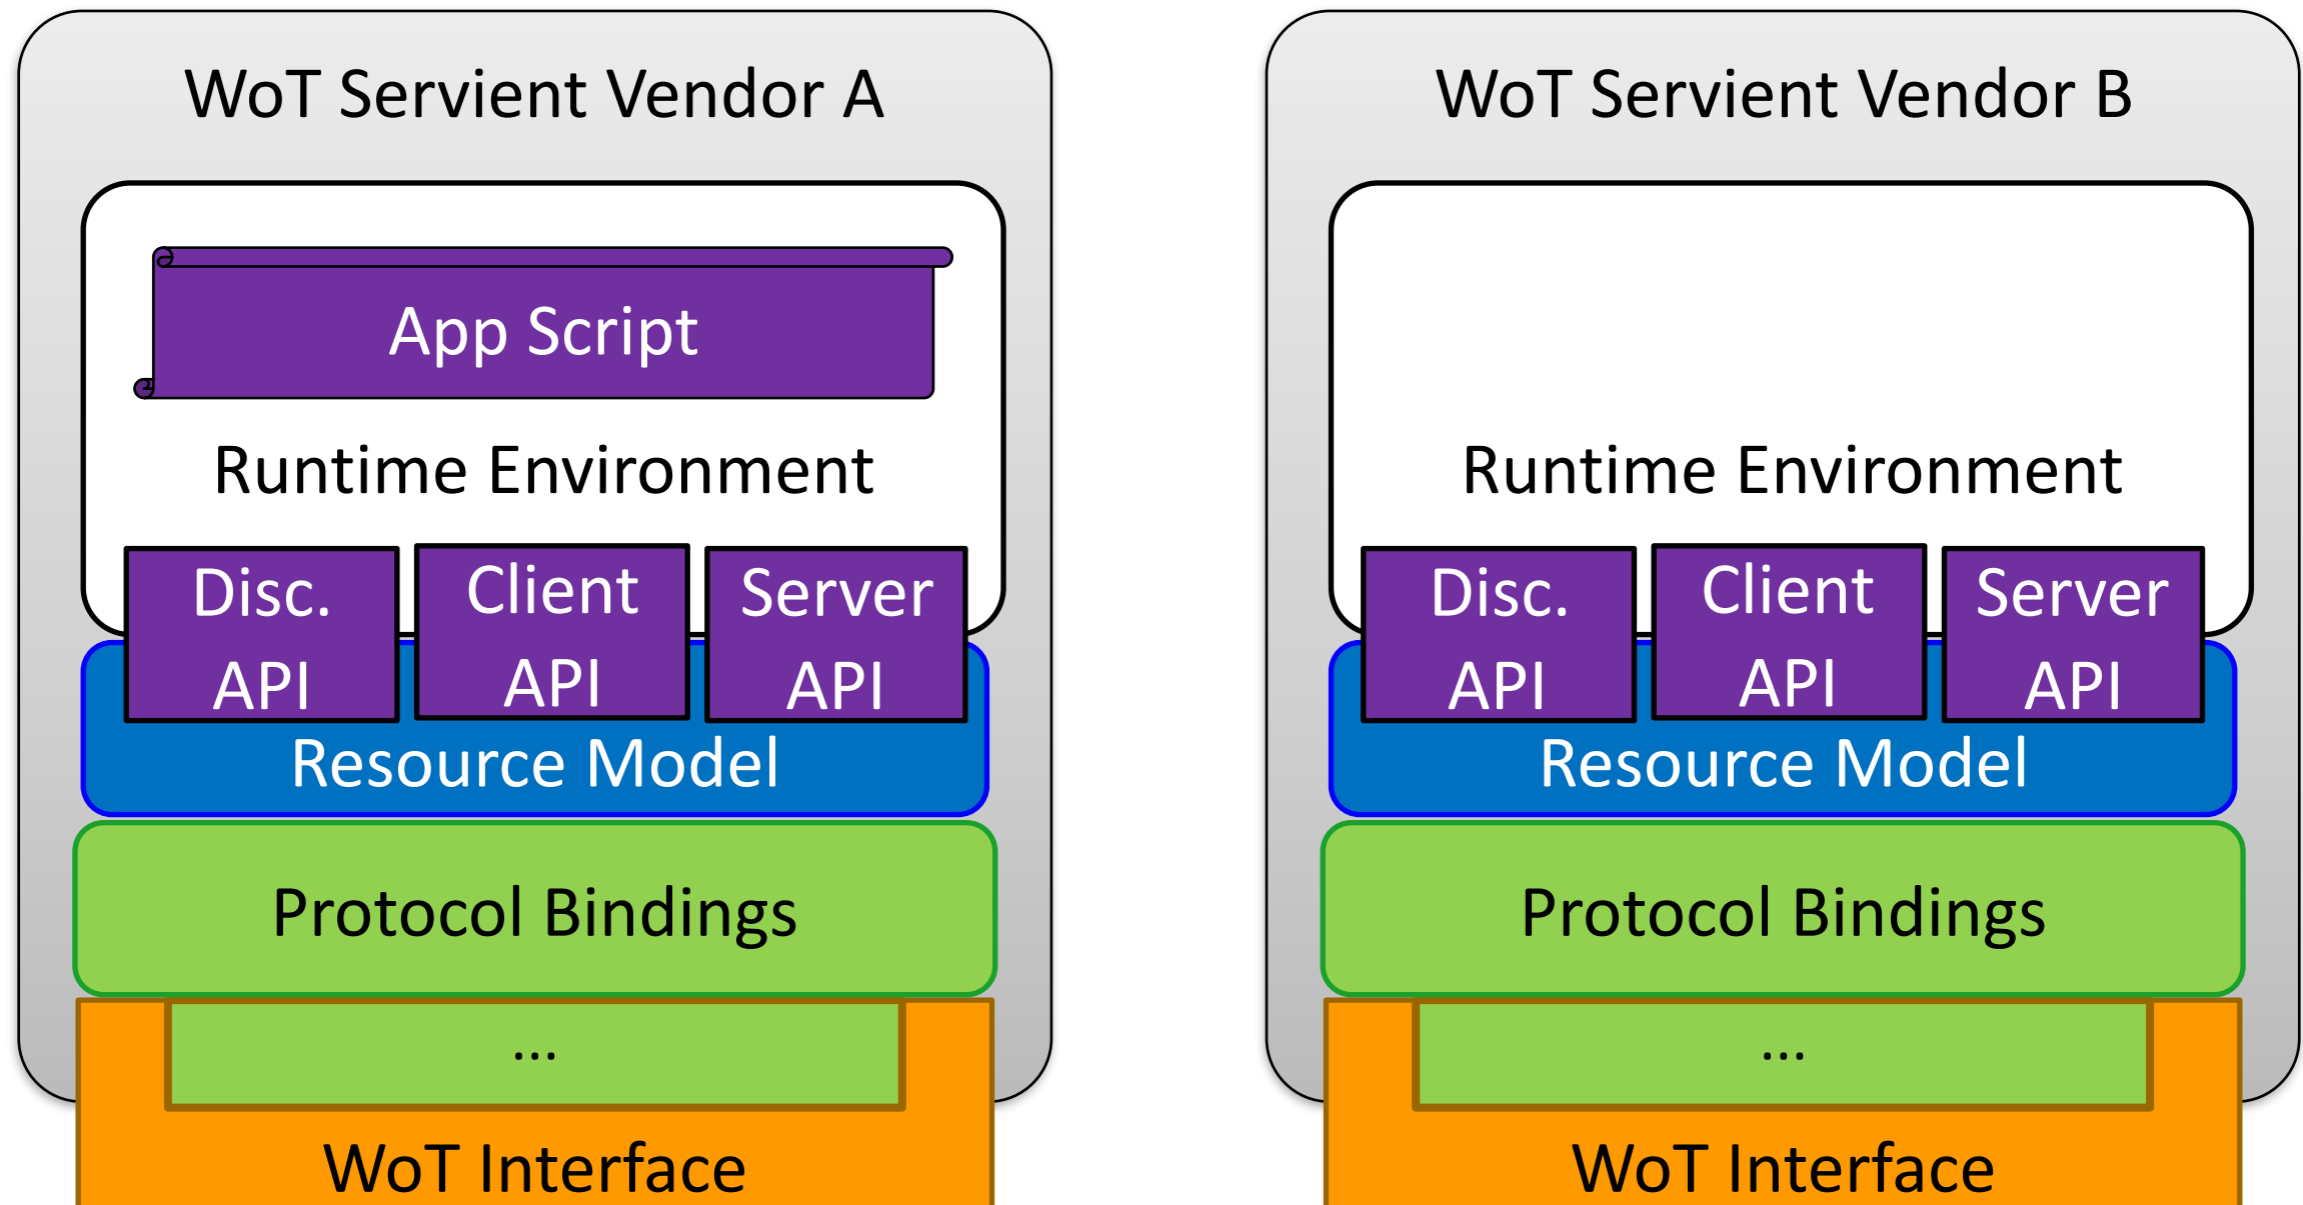 WoT Servient Vendor A
App Script
Runtime Environment
Disc.
API
Client
API
Server
API
Resource Model
Protocol Bindings
...
WoT Interface
WoT Servient Vendor B
Runtime Environment
Disc.
API
Client
API
Server
API
Resource Model
Protocol Bindings
...
WoT Interface